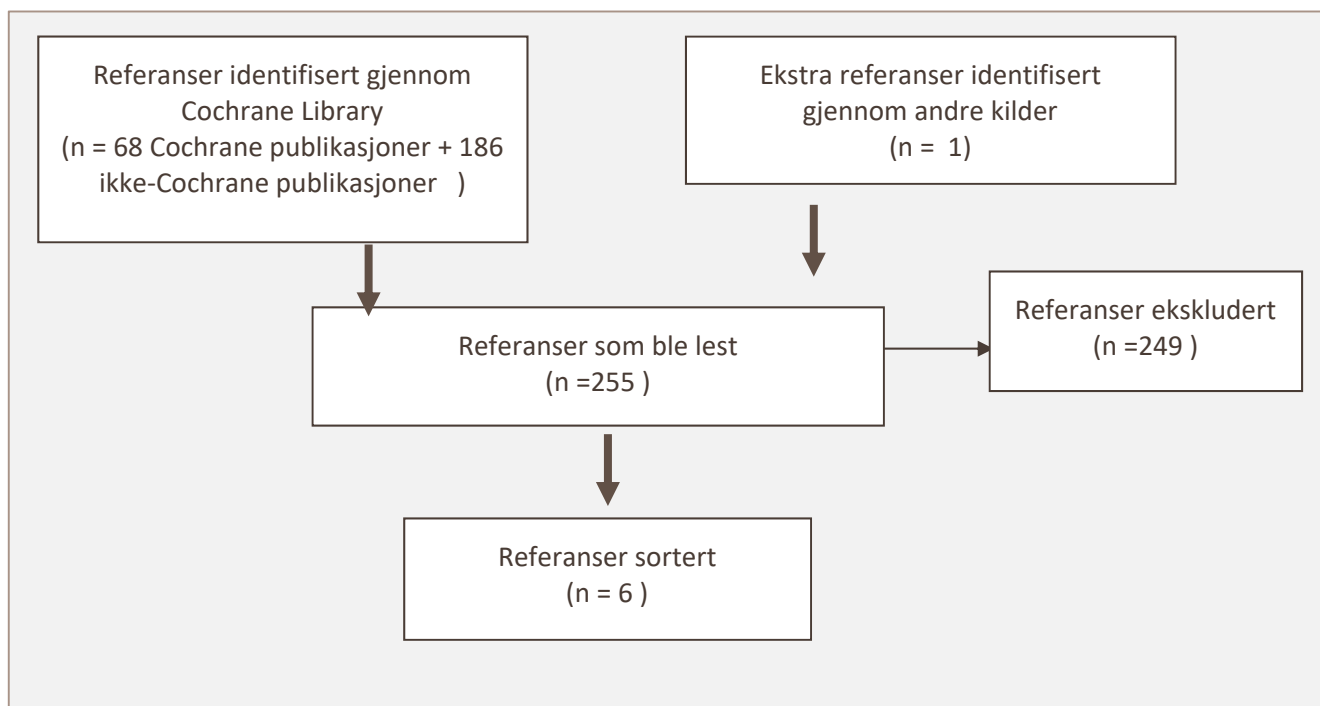 Referanser identifisert gjennom
Cochrane Library
(n = 68 Cochrane publikasjoner + 186
ikke-Cochrane publikasjoner )
Ekstra referanser identifisert
gjennom andre kilder
(n = 1)
Referanser som ble lest
(n =255 )
Referanser ekskludert
(n =249 )
Referanser sortert
(n = 6 )